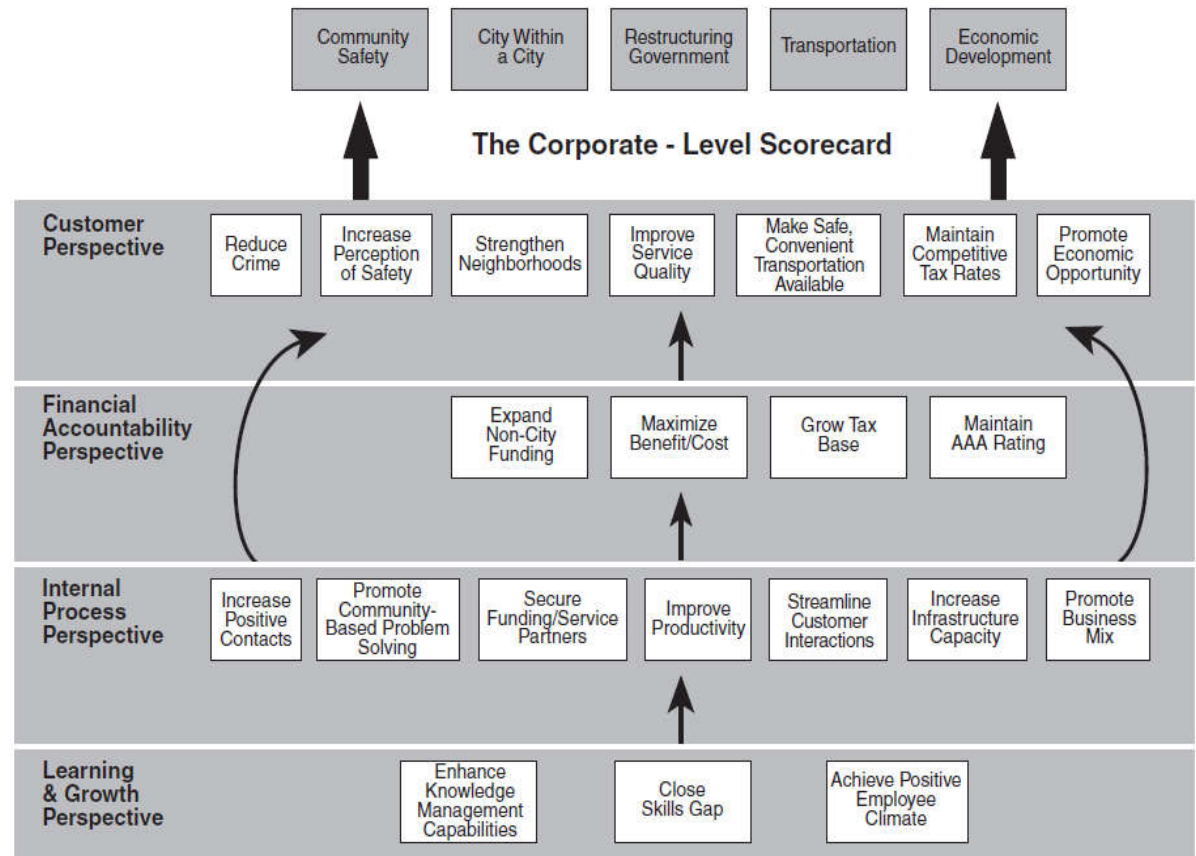 Community
Safety
City Within
a City
Restructuring
Government
Transportation
Economic
Development
The Corporate - Level Scorecard
Customer
Perspective
Reduce
Crime
Increase
Perception
of Safety
Strengthen
Neighborhoods
Improve
Service
Quality
Make Safe,
Convenient
Transportation
Available
Maintain
Competitive
Tax Rates
Promote
Economic
Opportunity
Financial
Accountability
Perspective
Expand
Non-City
Funding
Maximize
Benefit/Cost
Grow Tax
Base
Maintain
AAA Rating
Internal
Process
Perspective
Increase
Positive
Contacts
Promote
Community-
Based Problem
Solving
Secure
Funding/Service
Partners
Improve
Productivity
Streamline
Customer
Interactions
Increase
Infrastructure
Capacity
Promote
Business
Mix
Learning
& Growth
Perspective
Enhance
Knowledge
Management
Capabilities
Close
Skills Gap
Achieve Positive
Employee
Climate